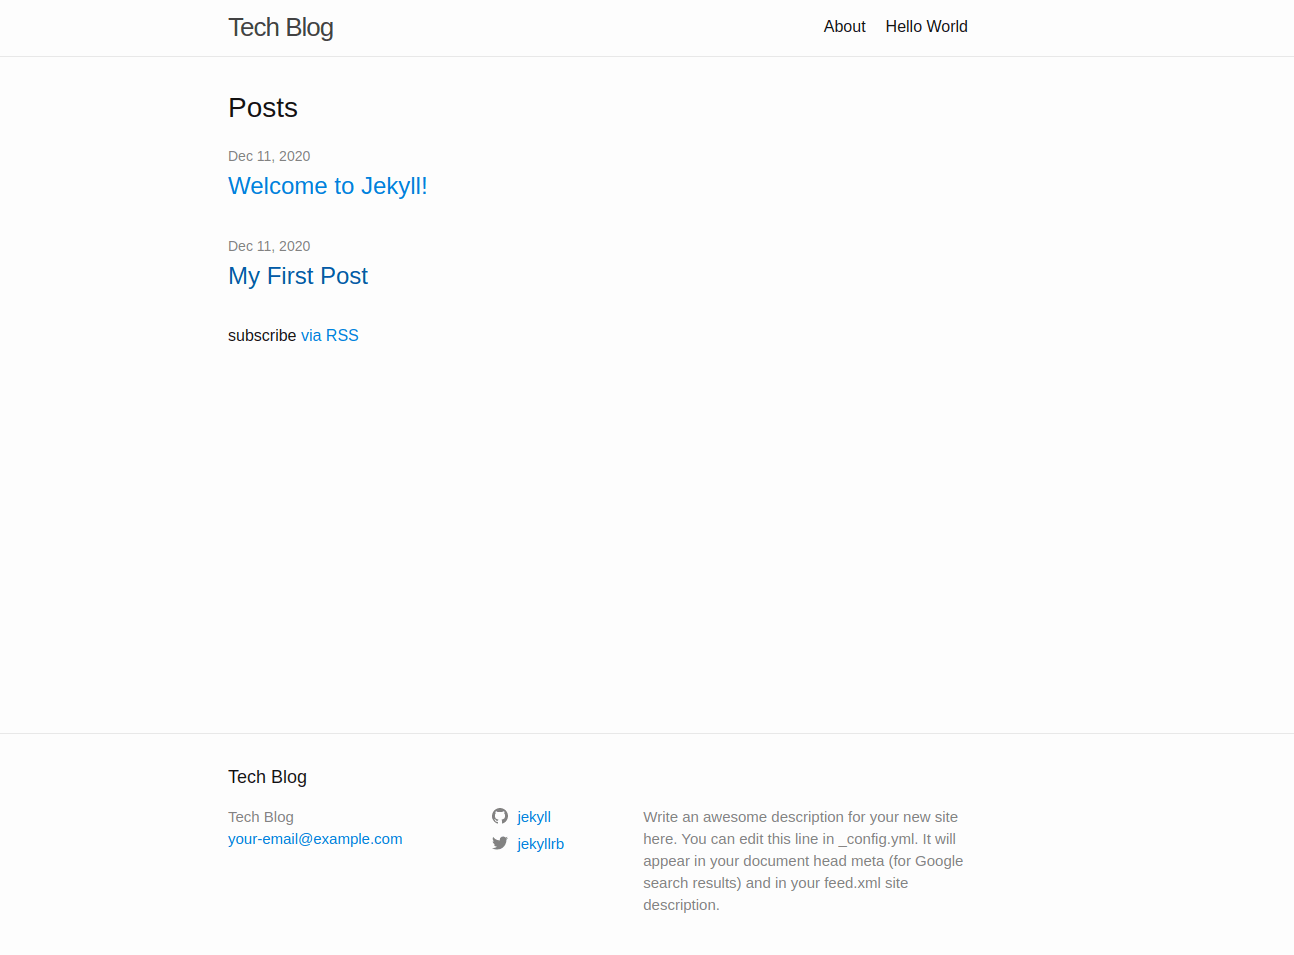 Tech Blog
About
Hello World
Posts
Dec 11, 2020
Welcome to Jekyll!
Dec 11, 2020
My First Post
subscribe via RSS
Tech Blog
Tech Blog
your-email@example.com
jekyll
jekyllrb
Write an awesome description for your new site
here. You can edit this line in _config.yml. It will
appear in your document head meta (for Google
search results) and in your feed.xml site
description.